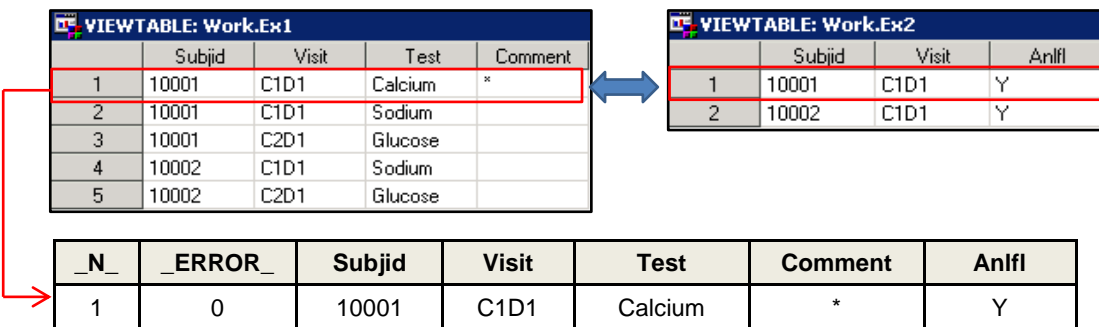 VIEWTABLE: Work.Ex1
Subjid Visit Test Comment
1 10001 C1D1 Calcium *
2 10001 C1D1 Sodium
3 10001 C2D1 Glucose
4 10002 C1D1 Sodium
5 10002 C2D1 Glucose
VIEWTABLE: Work.Ex2
Subjid Visit Anlfl
1 10001 C1D1 Y
2 10002 C1D1 Y
_N_ _ERROR_ Subjid Visit Test Comment Anlfl
1 0 10001 C1D1 Calcium * Y